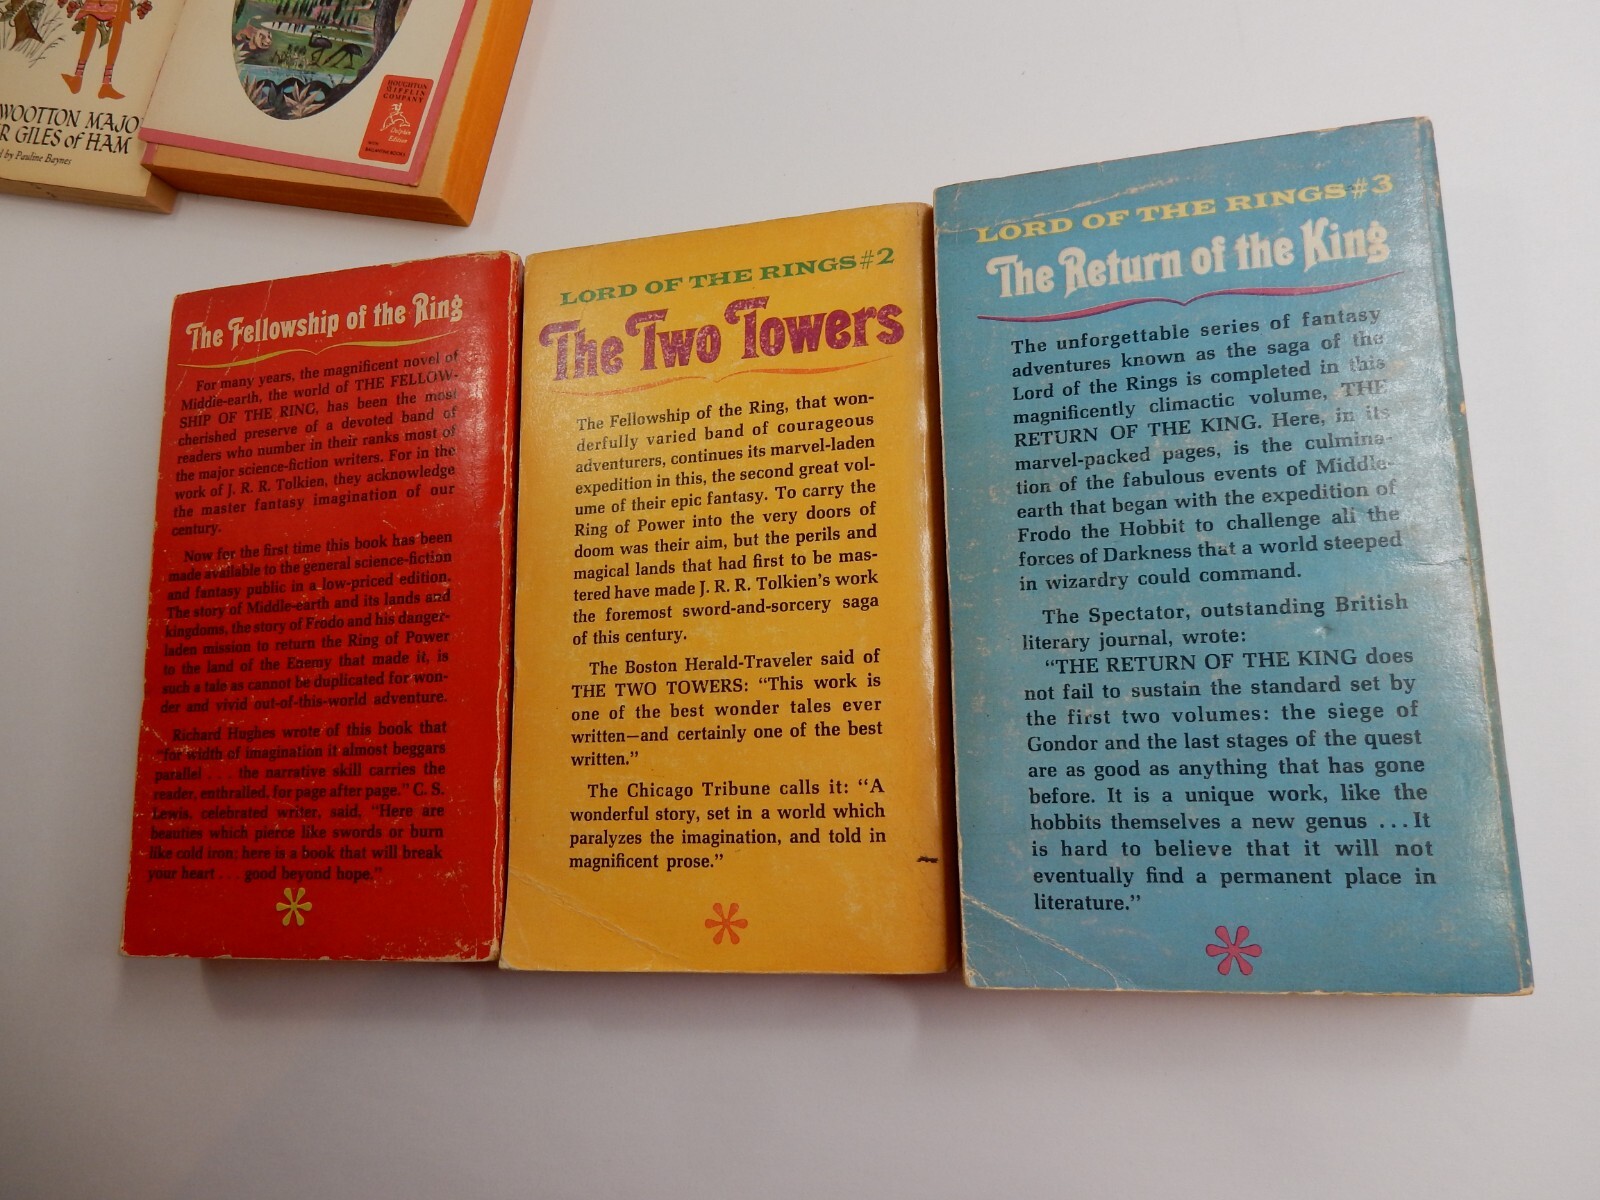 WOOTTON MAJO
R GILES of HAM
d by Pauline Baynes
HOUGHTON
MIFFLIN
COMPANY
Dolphin
Edition
WITH
BALLANTINE BOOKS
The Fellowship of the Ring
For many years, the magnificent novel of
Middle-earth, the world of THE FELLOW-
SHIP OF THE RING, has been the most
cherished preserve of a devoted band of
readers who number in their ranks most of
the major science-fiction writers. For in the
work of J. R. R. Tolkien, they acknowledge
the master fantasy imagination of our
century.
Now for the first time this book has been
made available to the general science-fiction
and fantasy public in a low-priced edition.
The story of Middle-earth and its lands and
kingdoms, the story of Frodo and his danger-
laden mission to return the Ring of Power
to the land of the Enemy that made it, is
such a tale as cannot be duplicated for won-
der and vivid out-of-this-world adventure.
Richard Hughes wrote of this book that
"for width of imagination it almost beggars
parallel . . . the narrative skill carries the
reader, enthralled, for page after page." C. S.
Lewis, celebrated writer, said, "Here are
beauties which pierce like swords or burn
like cold iron; here is a book that will break
your heart . . . good beyond hope."
LORD OF THE RINGS #2
The Two Towers
The Fellowship of the Ring, that won-
derfully varied band of courageous
adventurers, continues its marvel-laden
expedition in this, the second great vol-
ume of their epic fantasy. To carry the
Ring of Power into the very doors of
doom was their aim, but the perils and
magical lands that had first to be mas-
tered have made J. R. R. Tolkien's work
the foremost sword-and-sorcery saga
of this century.
The Boston Herald-Traveler said of
THE TWO TOWERS: "This work is
one of the best wonder tales ever
written—and certainly one of the best
written."
The Chicago Tribune calls it: "A
wonderful story, set in a world which
paralyzes the imagination, and told in
magnificent prose."
LORD OF THE RINGS #3
The Return of the King
The unforgettable series of fantasy
adventures known as the saga of the
Lord of the Rings is completed in this
magnificently climactic volume, THE
RETURN OF THE KING. Here, in its
marvel-packed pages, is the culmina-
tion of the fabulous events of Middle-
earth that began with the expedition of
Frodo the Hobbit to challenge all the
forces of Darkness that a world steeped
in wizardry could command.
The Spectator, outstanding British
literary journal, wrote:
"THE RETURN OF THE KING does
not fail to sustain the standard set by
the first two volumes: the siege of
Gondor and the last stages of the quest
are as good as anything that has gone
before. It is a unique work, like the
hobbits themselves a new genus . . . It
is hard to believe that it will not
eventually find a permanent place in
literature."